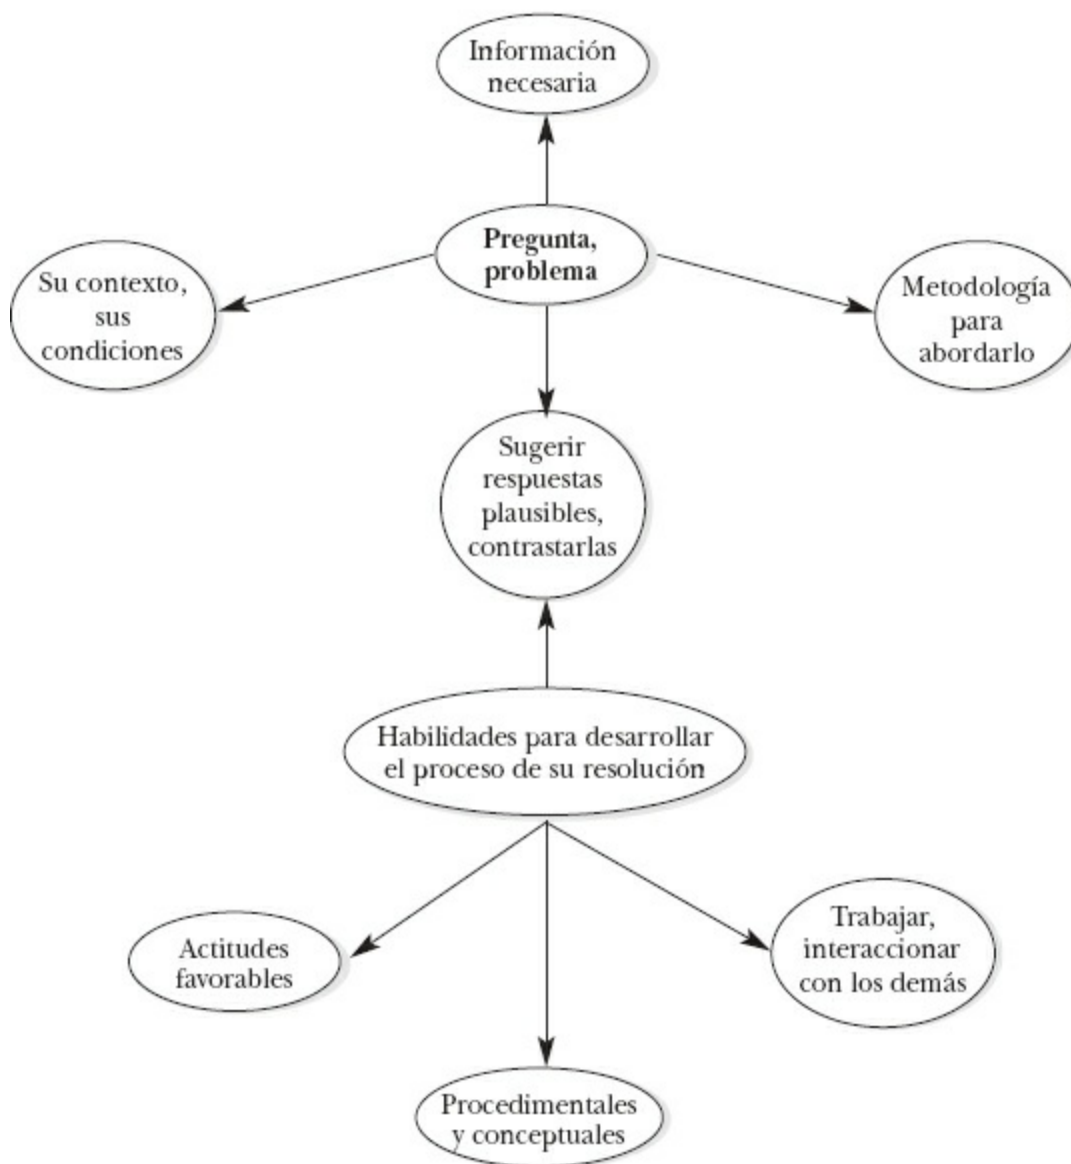 Información
necesaria
Pregunta,
problema
Su contexto,
sus
condiciones
Metodología
para
abordarlo
Sugerir
respuestas
plausibles,
contrastarlas
Habilidades para desarrollar
el proceso de su resolución
Actitudes
favorables
Trabajar,
interaccionar
con los demás
Procedimentales
y conceptuales